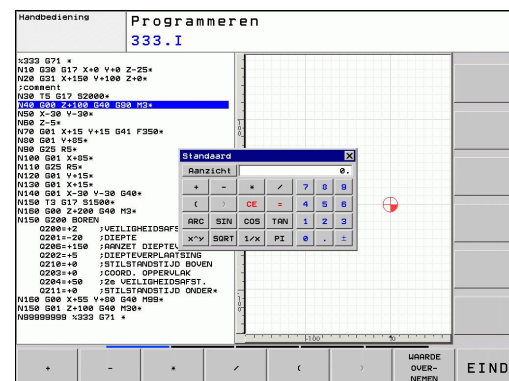 Handbediening
Programmeren
333.I
%333 G71 *
N10 G30 G17 X+0 Y+0 Z-25*
N20 G31 X+150 Y+100 Z+0*
;comment
N30 T5 G17 S2000*
N40 G00 Z+100 G40 G90 M3*
N50 X-30 Y-30*
N60 Z-5*
N70 G01 X+15 Y+15 G41 F350*
N80 G01 Y+85*
N90 G25 R5*
N100 G01 X+85*
N110 G25 R5*
N120 G01 Y+15*
N130 G01 X+15*
N140 G01 X-30 Y-30 G40*
N150 T3 G17 S1500*
N160 G00 Z+200 G40 M3*
N150 G200 BOREN
Q200=+2 ;VEILIGHEIDSAFS
Q201=-20 ;DIEPTE
Q206=+150 ;AANZET DIEPTEV
Q202=+5 ;DIEPTEVERPLAATSING
Q210=+0 ;STILSTANDSTIJD BOVEN
Q203=+0 ;COORD. OPPERVLAK
Q204=+50 ;2e VEILIGHEIDSAFST.
Q211=+0 ;STILSTANDSTIJD ONDER*
N160 G00 X+55 Y+80 G40 M99*
N150 G01 Z+100 G40 M30*
N99999999 %333 G71 *
Standaard X
Aanzicht 0.
+ - * / 7 8 9
( ) CE = 4 5 6
ARC SIN COS TAN 1 2 3
x^y SQRT 1/x PI 0 . ±
+ - * / ( )
WAARDE
OVER-
NEMEN
EIND